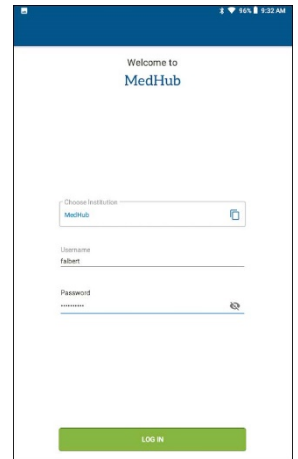 96% 9:32 AM
Welcome to
MedHub
Choose Institution
MedHub
Username
falbert
Password
••••••••••
LOG IN